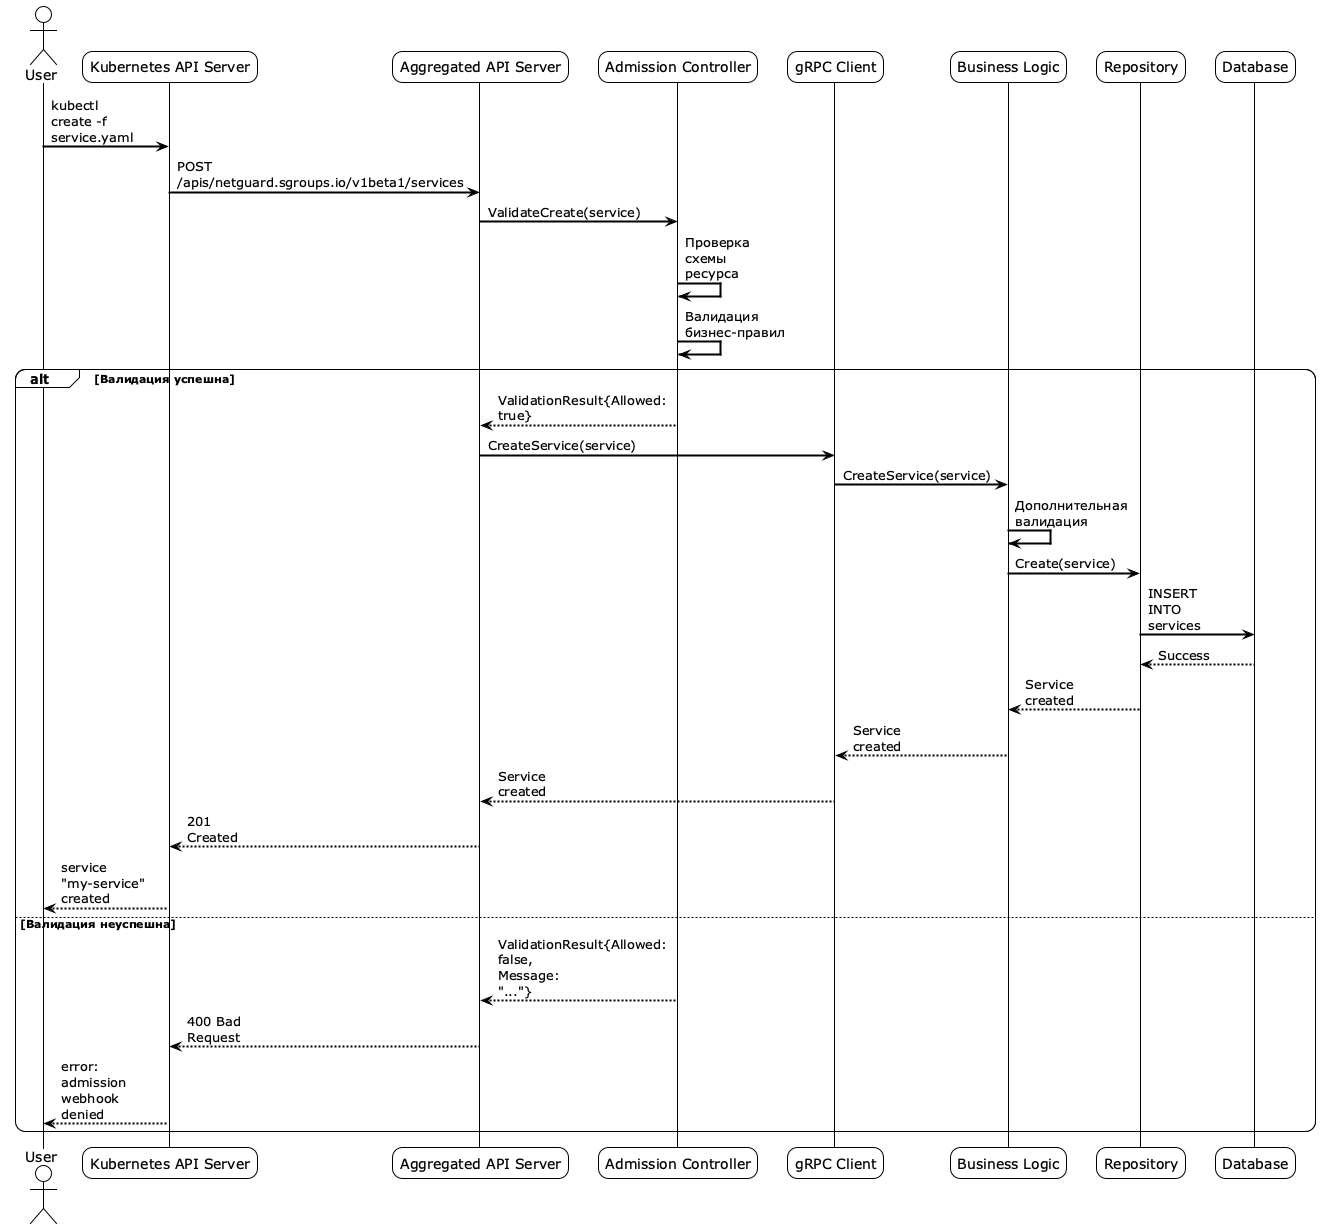 User
Kubernetes API Server
Aggregated API Server
Admission Controller
gRPC Client
Business Logic
Repository
Database
kubectl
create -f
service.yaml
POST
/apis/netguard.sgroups.io/v1beta1/services
ValidateCreate(service)
Проверка
схемы
ресурса
Валидация
бизнес-правил
alt
[Валидация успешна]
ValidationResult{Allowed:
true}
CreateService(service)
CreateService(service)
Дополнительная
валидация
Create(service)
INSERT
INTO
services
Success
Service
created
Service
created
Service
created
201
Created
service
"my-service"
created
[Валидация неуспешна]
ValidationResult{Allowed:
false,
Message:
"..."}
400 Bad
Request
error:
admission
webhook
denied
User
Kubernetes API Server
Aggregated API Server
Admission Controller
gRPC Client
Business Logic
Repository
Database